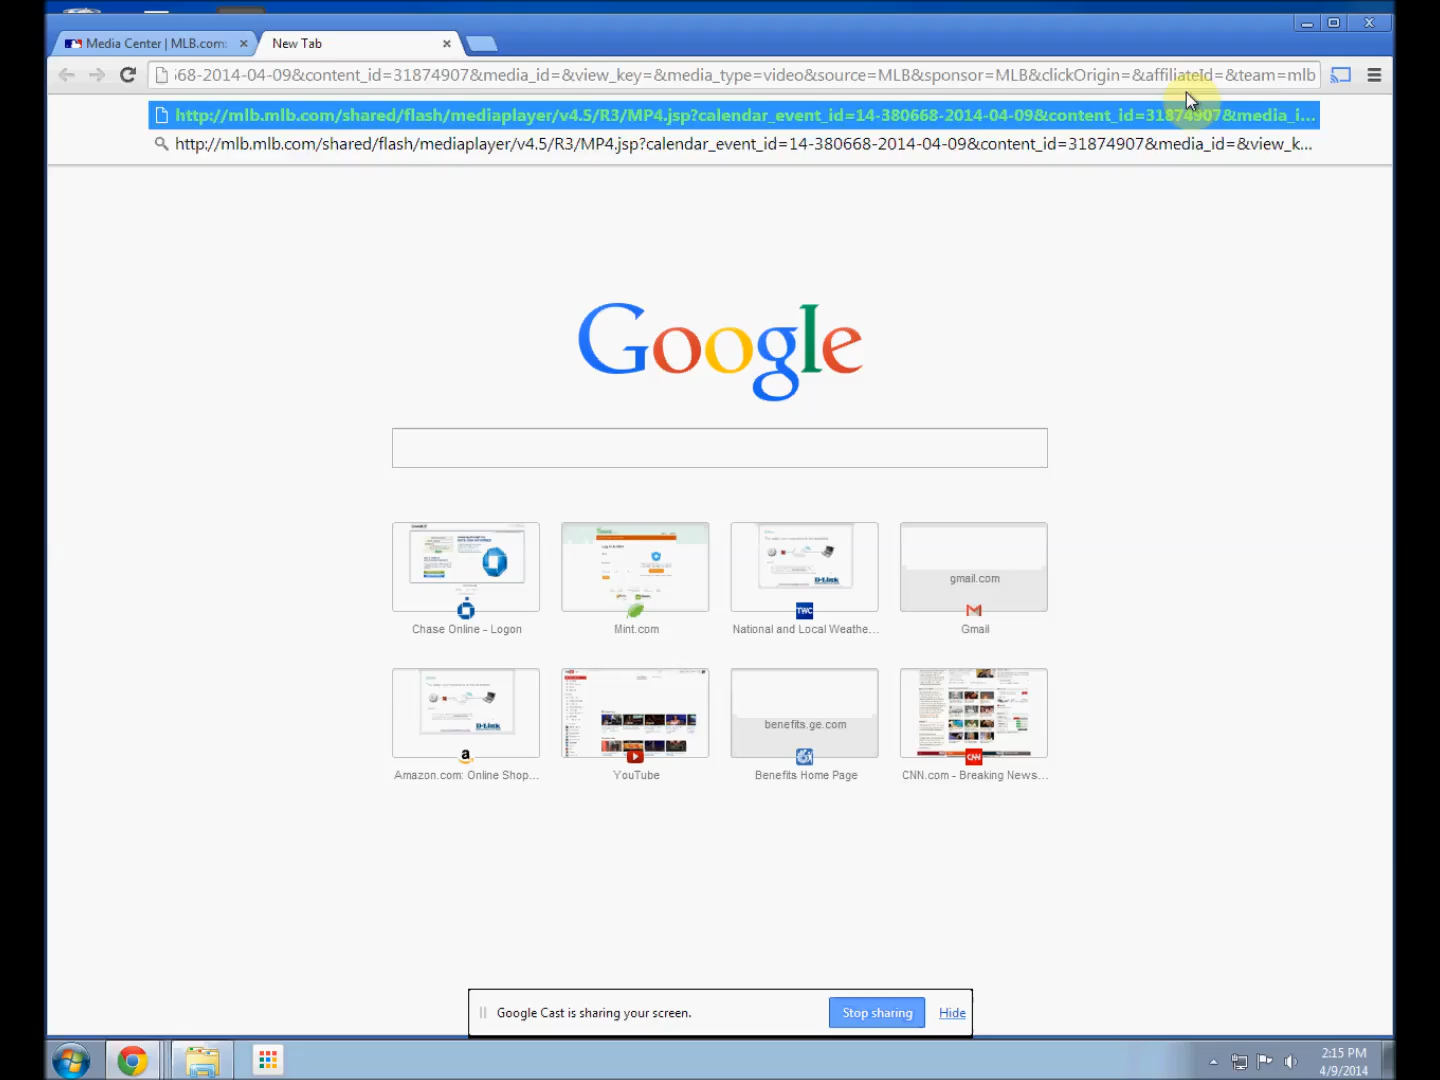 Media Center | MLB.com:
New Tab
68-2014-04-09&content_id=31874907&media_id=&view_key=&media_type=video&source=MLB&sponsor=MLB&clickOrigin=&affiliateId=&team=mlb
http://mlb.mlb.com/shared/flash/mediaplayer/v4.5/R3/MP4.jsp?calendar_event_id=14-380668-2014-04-09&content_id=31874907&media_i...
http://mlb.mlb.com/shared/flash/mediaplayer/v4.5/R3/MP4.jsp?calendar_event_id=14-380668-2014-04-09&content_id=31874907&media_id=&view_k...
Google
gmail.com
TWC
Chase Online - Logon
Mint.com
National and Local Weathe...
Gmail
D-Link
D-Link
benefits.ge.com
a
CNN
Amazon.com: Online Shop...
YouTube
Benefits Home Page
CNN.com - Breaking News...
Google Cast is sharing your screen.
Stop sharing
Hide
2:15 PM
4/9/2014